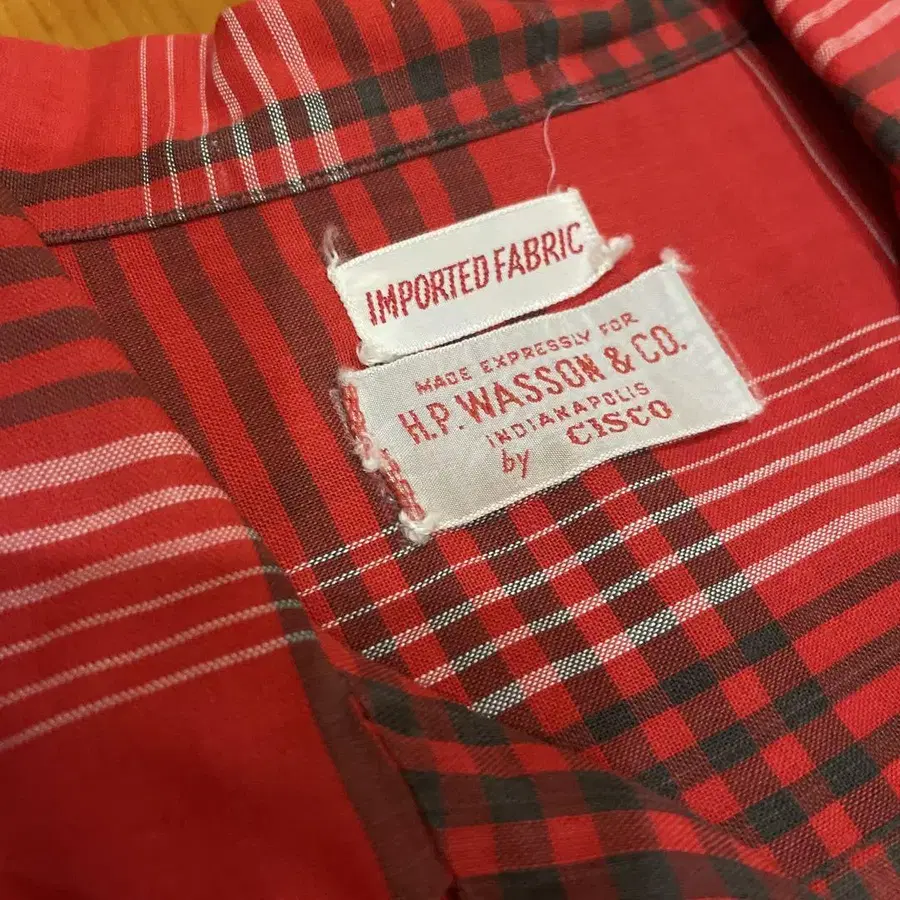 IMPORTED FABRIC
MADE EXPRESSLY FOR
H.P. WASSON & CO.
INDIANAPOLIS
by CISCO